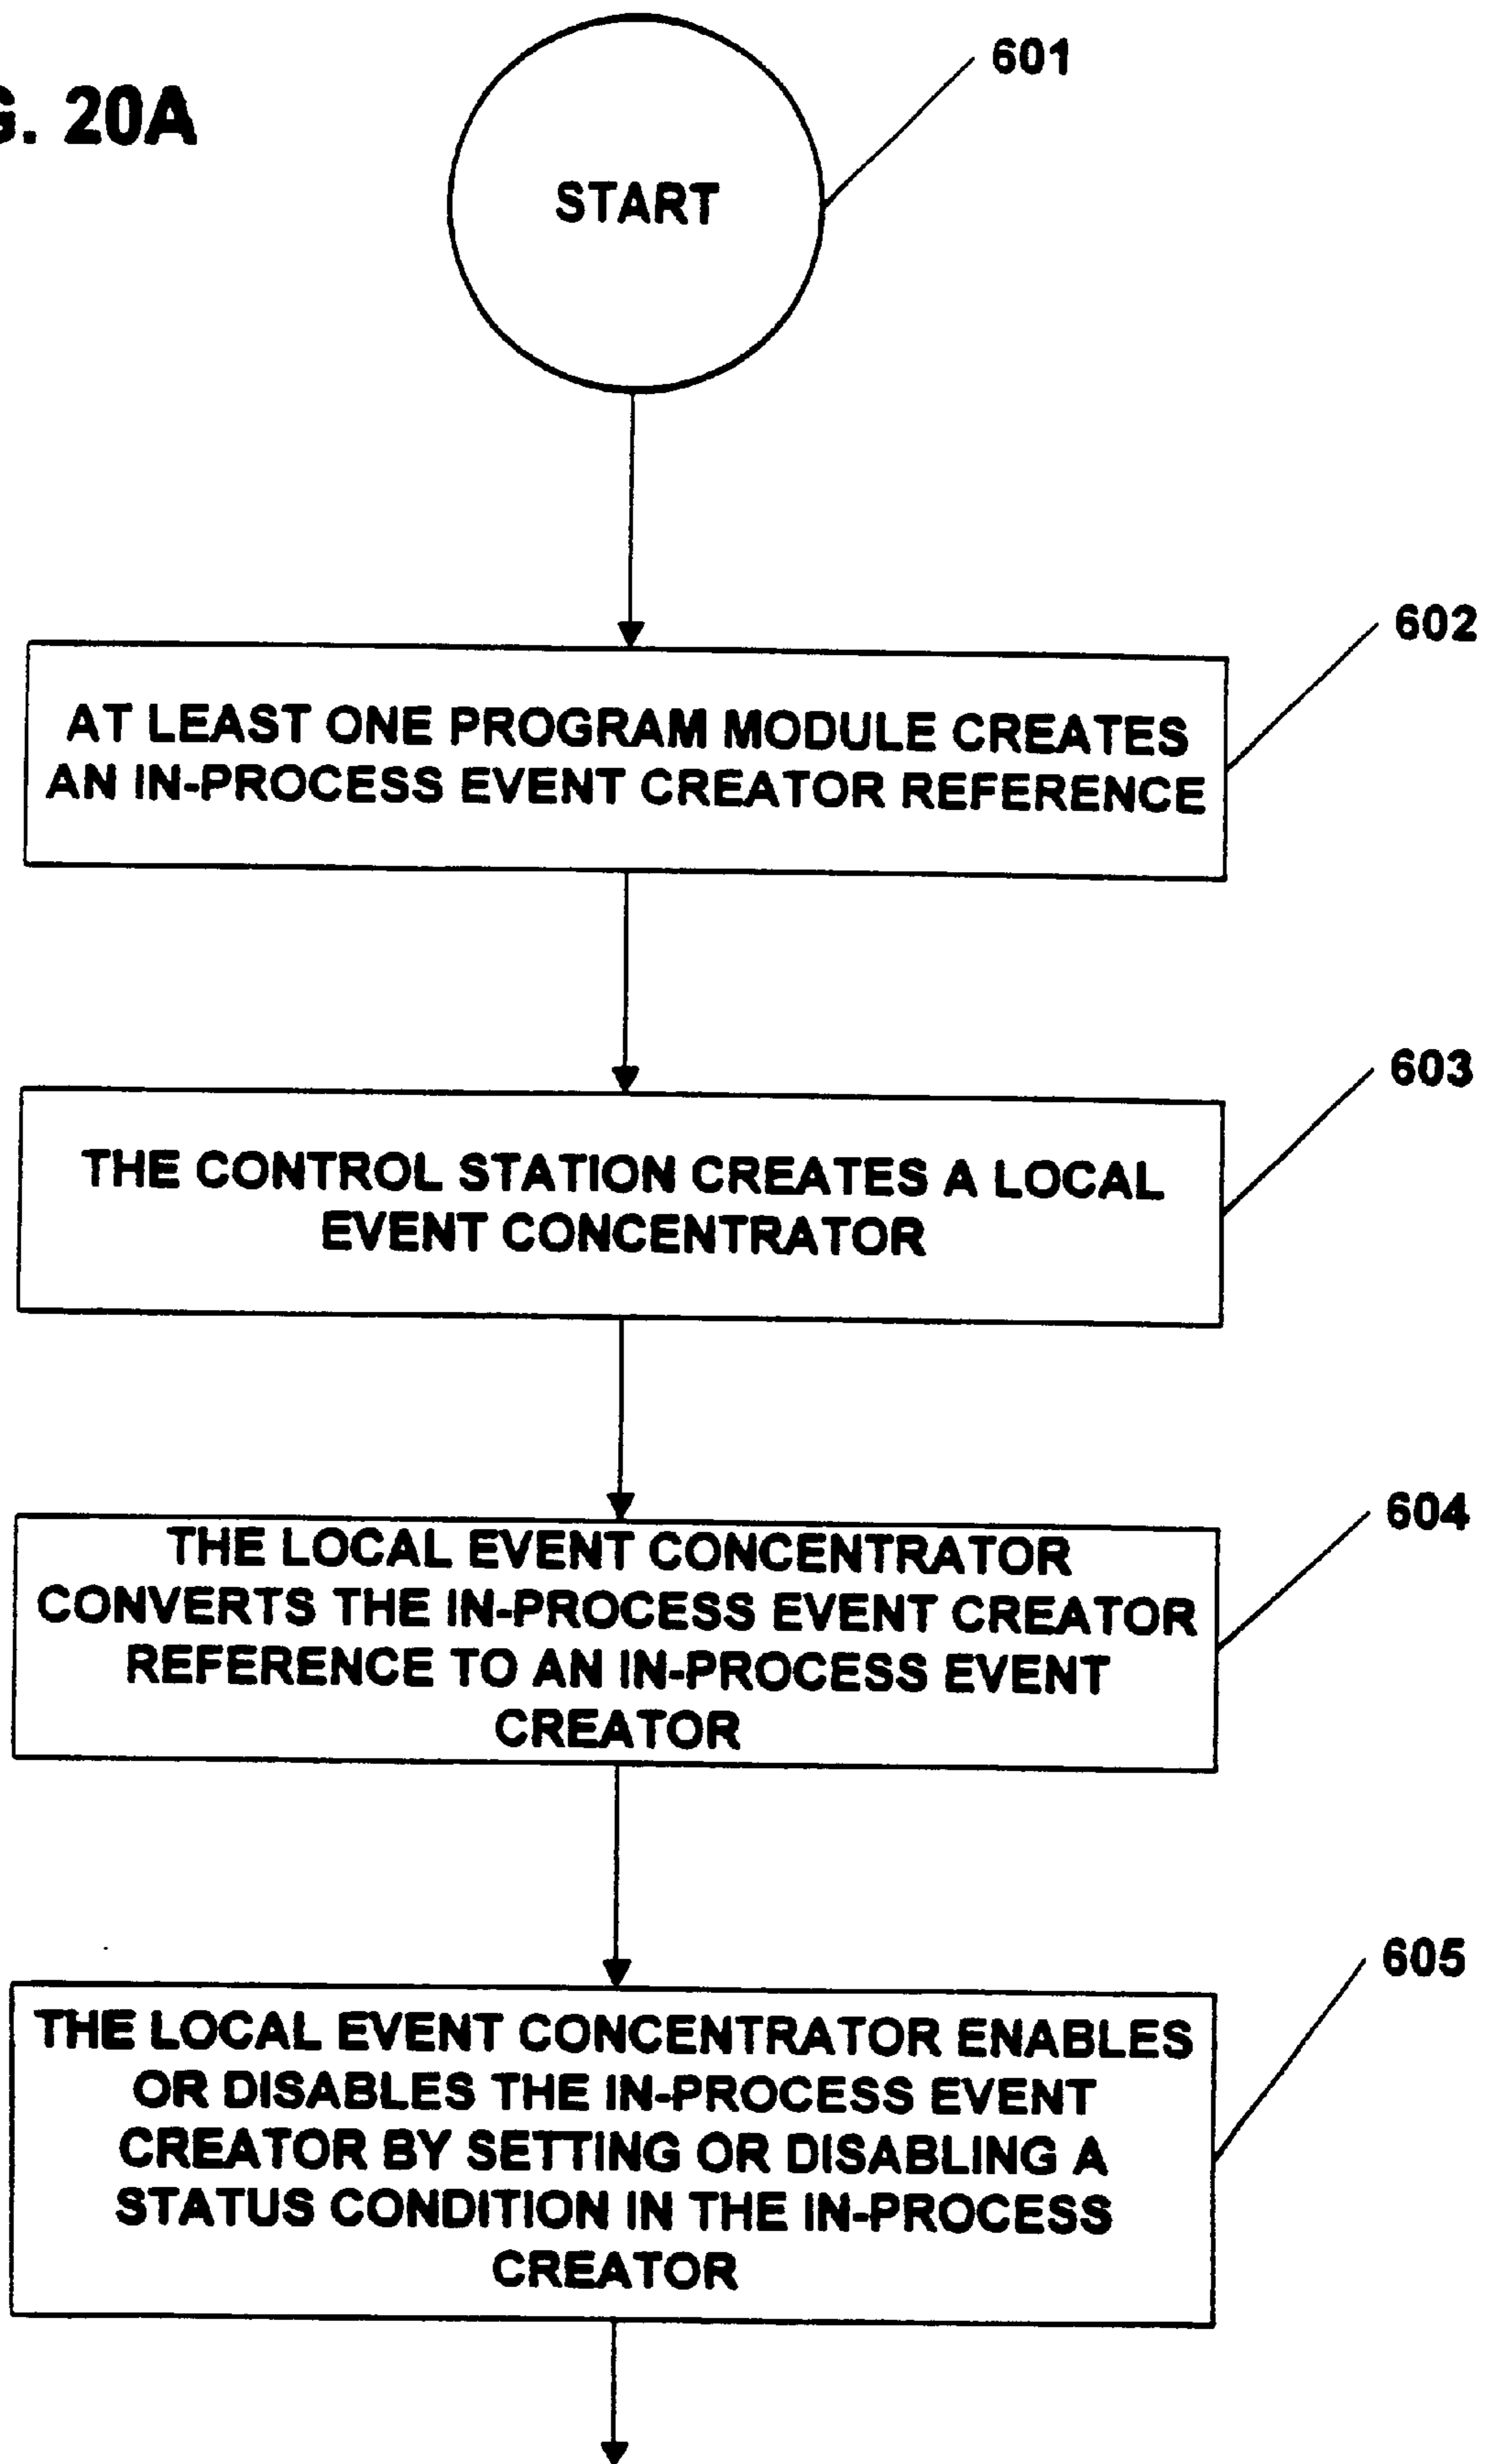 G. 20A
601
START
602
AT LEAST ONE PROGRAM MODULE CREATES
AN IN-PROCESS EVENT CREATOR REFERENCE
603
THE CONTROL STATION CREATES A LOCAL
EVENT CONCENTRATOR
604
THE LOCAL EVENT CONCENTRATOR
CONVERTS THE IN-PROCESS EVENT CREATOR
REFERENCE TO AN IN-PROCESS EVENT
CREATOR
605
THE LOCAL EVENT CONCENTRATOR ENABLES
OR DISABLES THE IN-PROCESS EVENT
CREATOR BY SETTING OR DISABLING A
STATUS CONDITION IN THE IN-PROCESS
CREATOR